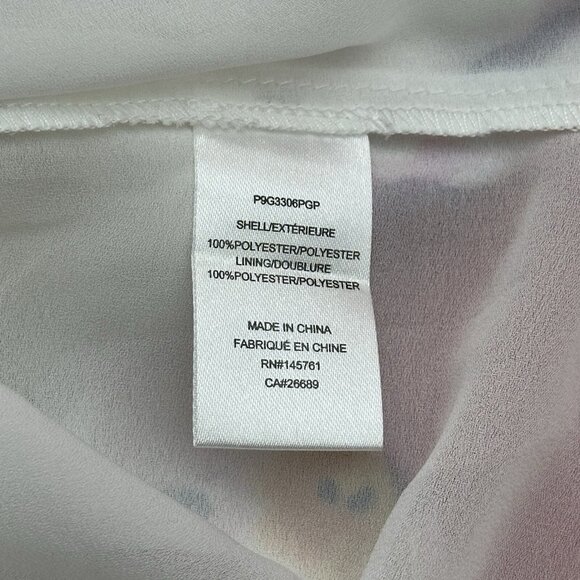 P9G3306PGP
SHELL/EXTÉRIEURE
100%POLYESTER/POLYESTER
LINING/DOUBLURE
100%POLYESTER/POLYESTER
MADE IN CHINA
FABRIQUÉ EN CHINE
RN#145761
CA#26689